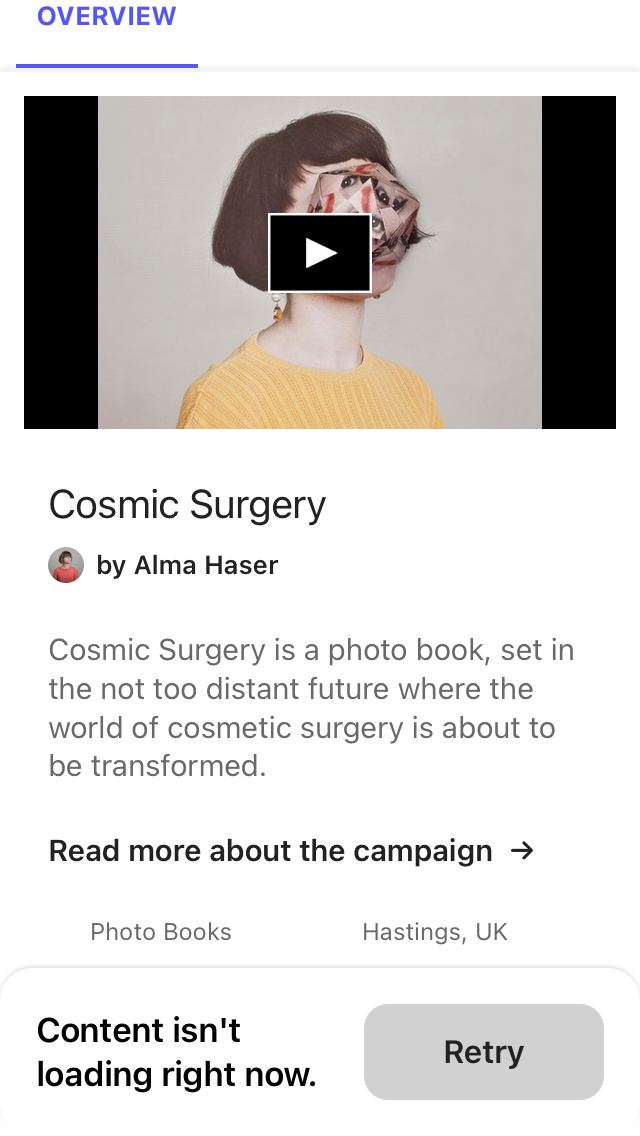 OVERVIEW
Cosmic Surgery
by Alma Haser
Cosmic Surgery is a photo book, set in
the not too distant future where the
world of cosmetic surgery is about to
be transformed.
Read more about the campaign →
Photo Books
Hastings, UK
Content isn't
loading right now.
Retry